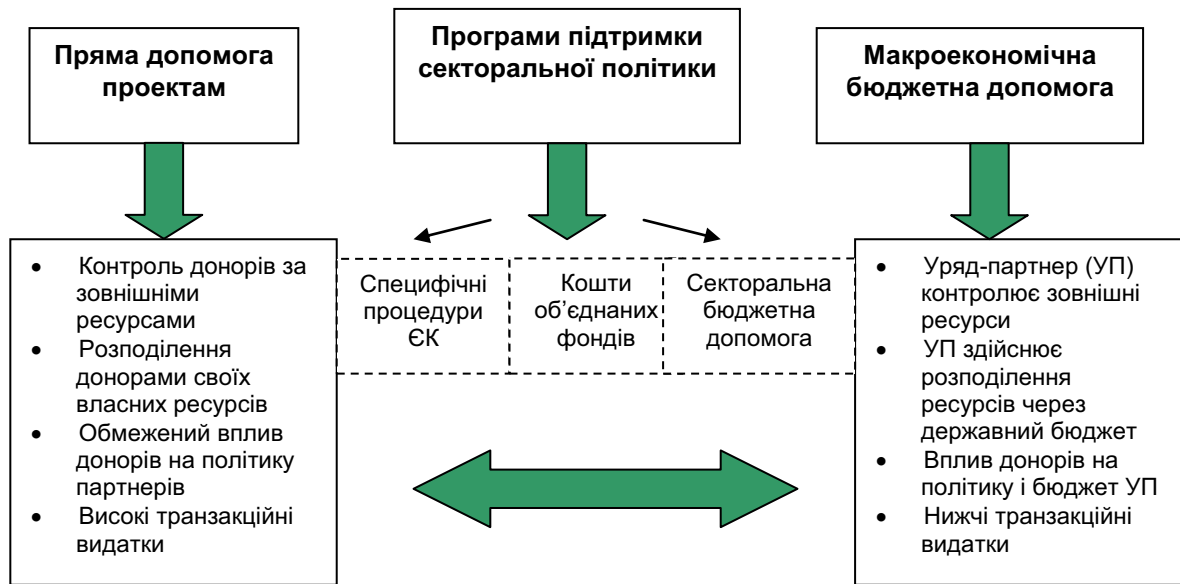 Пряма допомога
проектам
Програми підтримки
секторальної політики
Макроекономічна
бюджетна допомога
• Контроль донорів за
зовнішніми
ресурсами
• Розподілення
донорами своїх
власних ресурсів
• Обмежений вплив
донорів на політику
партнерів
• Високі транзакційні
видатки
Специфічні
процедури
ЄК
Кошти
об’єднаних
фондів
Секторальна
бюджетна
допомога
• Уряд-партнер (УП)
контролює зовнішні
ресурси
• УП здійснює
розподілення
ресурсів через
державний бюджет
• Вплив донорів на
політику і бюджет УП
• Нижчі транзакційні
видатки